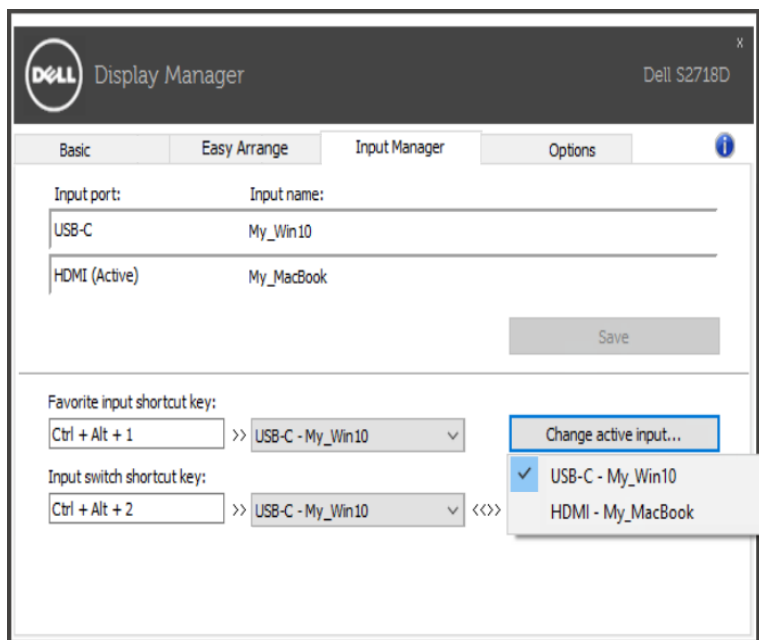 DELL Display Manager
x
Dell S2718D
Basic Easy Arrange Input Manager Options i
Input port: Input name:
USB-C My_Win10
HDMI (Active) My_MacBook
Save
Favorite input shortcut key:
Ctrl + Alt + 1 >> USB-C - My_Win10 Change active input...
Input switch shortcut key:
Ctrl + Alt + 2 >> USB-C - My_Win10 <<>>
USB-C - My_Win10
HDMI - My_MacBook